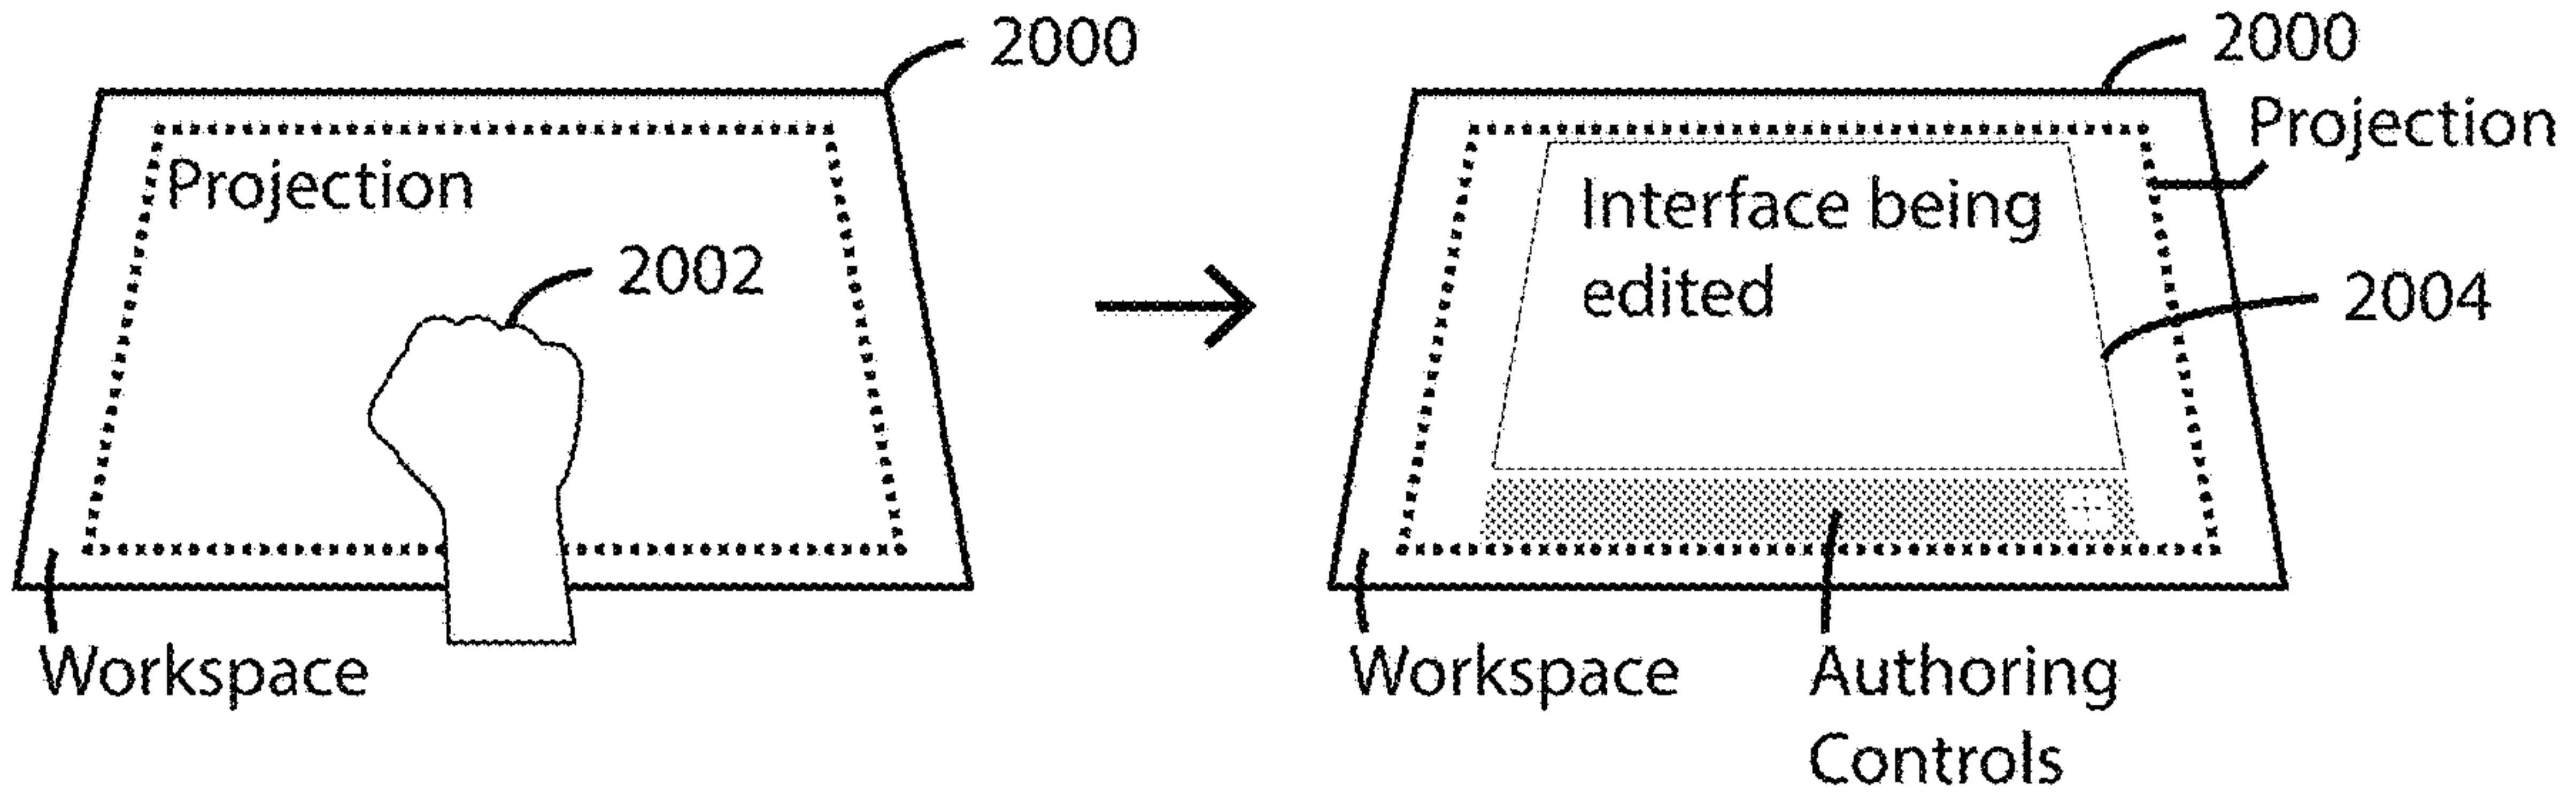 2000
Projection
2002
Workspace
2000
Projection
Interface being
edited
2004
Workspace
Authoring
Controls